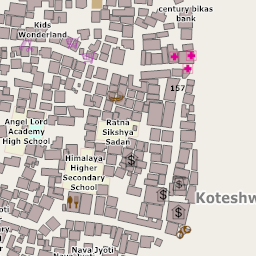 century bikas
bank
Kids
Wonderland
157
Angel Lord
Academy
High School
Ratna
Sikshya
Sadan
Himalaya
Higher
Secondary
School
Koteshw
Jyoti
Nava Jyoti